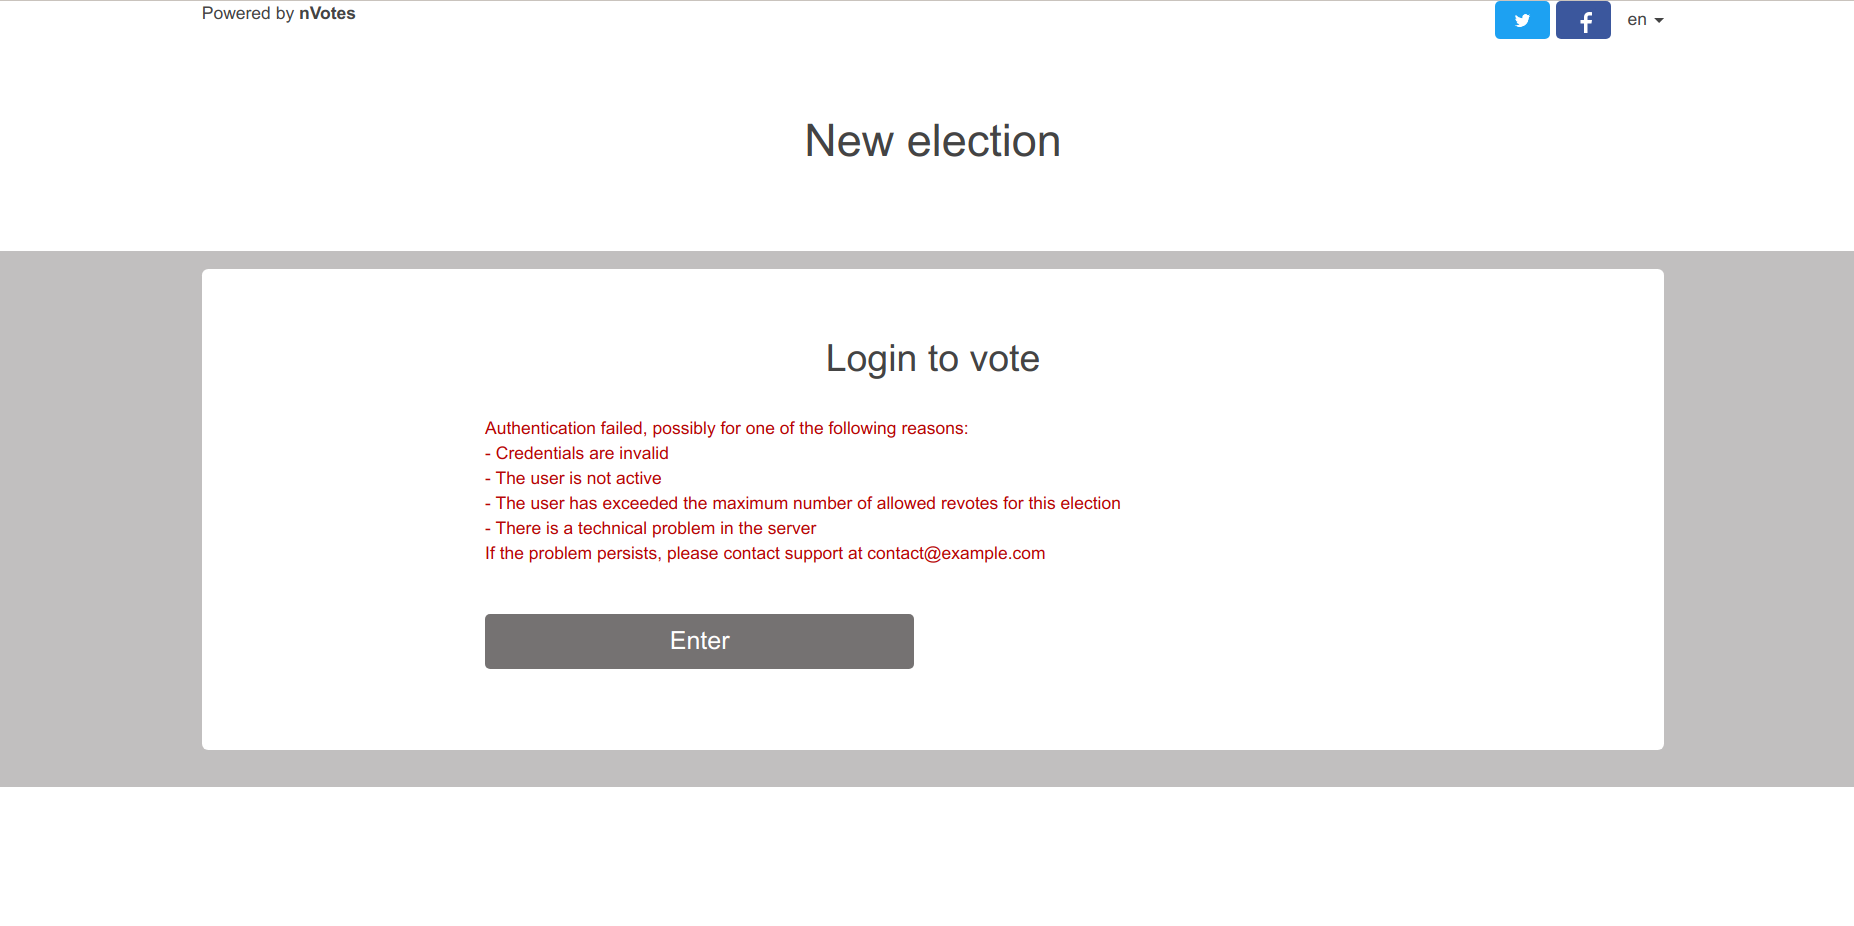 Powered by nVotes
en
New election
Login to vote
Authentication failed, possibly for one of the following reasons:
- Credentials are invalid
- The user is not active
- The user has exceeded the maximum number of allowed revotes for this election
- There is a technical problem in the server
If the problem persists, please contact support at contact@example.com
Enter